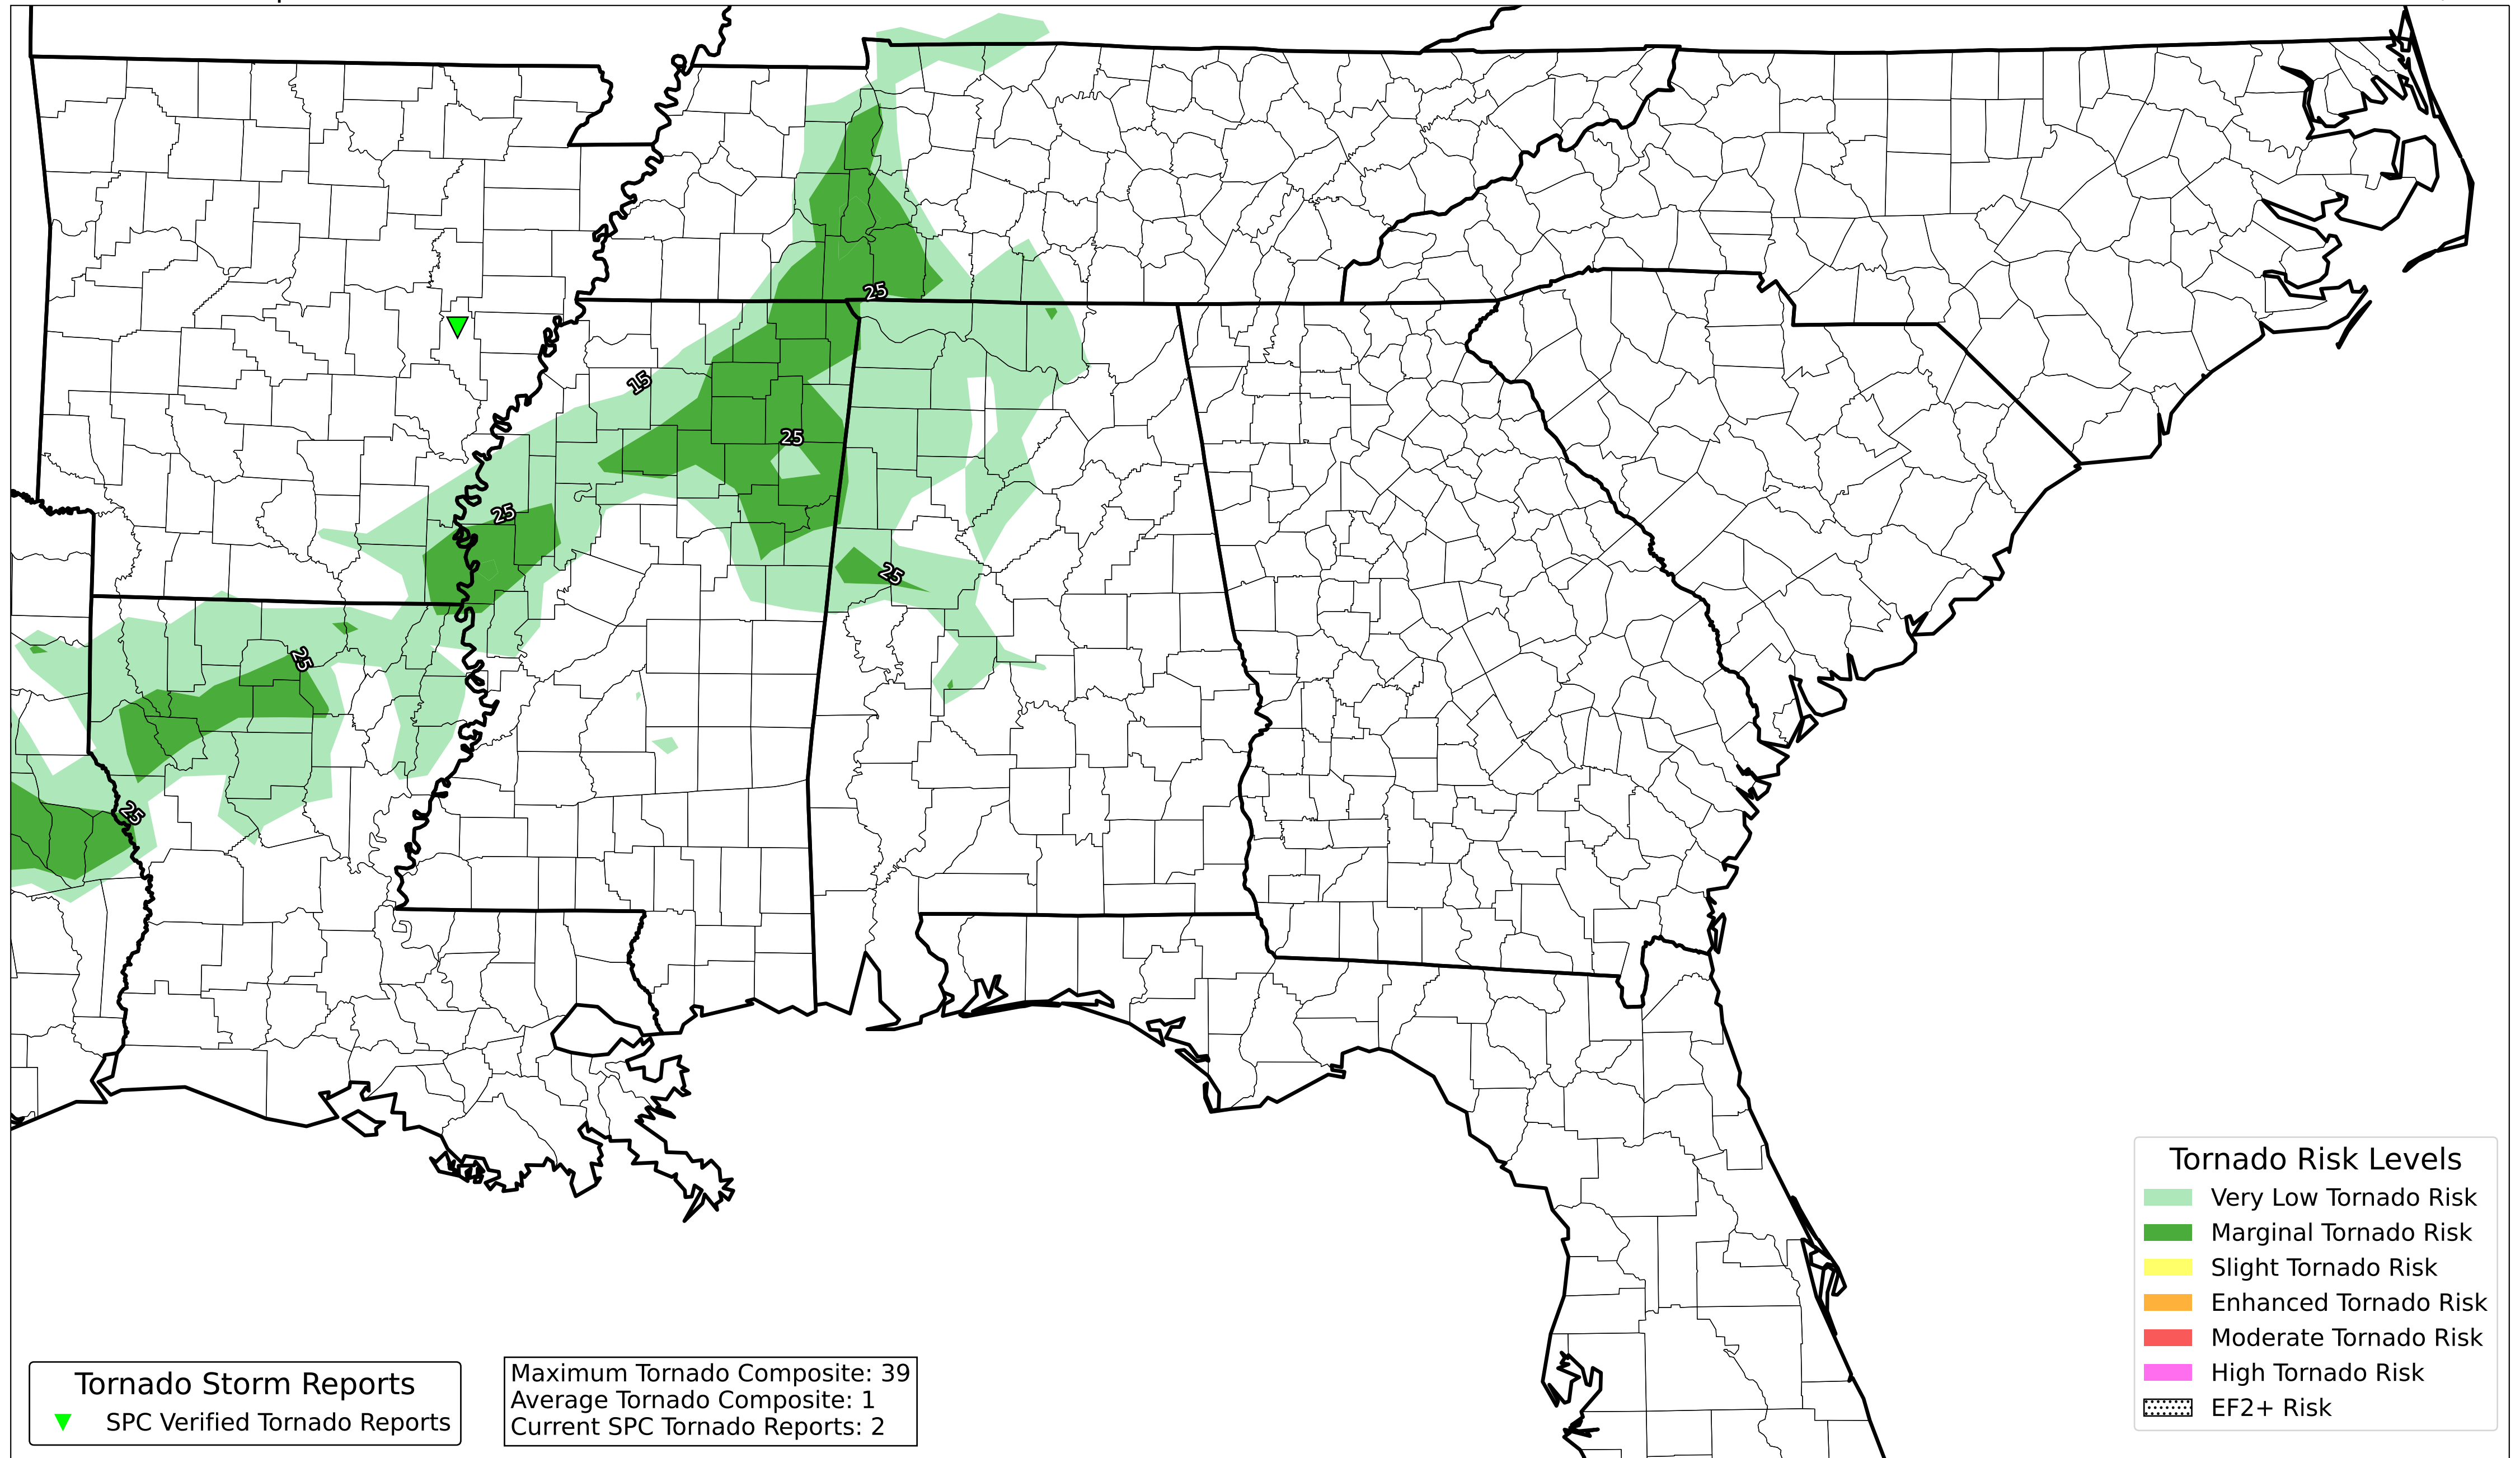 25
15
25
25
25
25
25
Tornado Risk Levels
Very Low Tornado Risk
Marginal Tornado Risk
Slight Tornado Risk
Enhanced Tornado Risk
Moderate Tornado Risk
High Tornado Risk
EF2+ Risk
Tornado Storm Reports
SPC Verified Tornado Reports
Maximum Tornado Composite: 39
Average Tornado Composite: 1
Current SPC Tornado Reports: 2